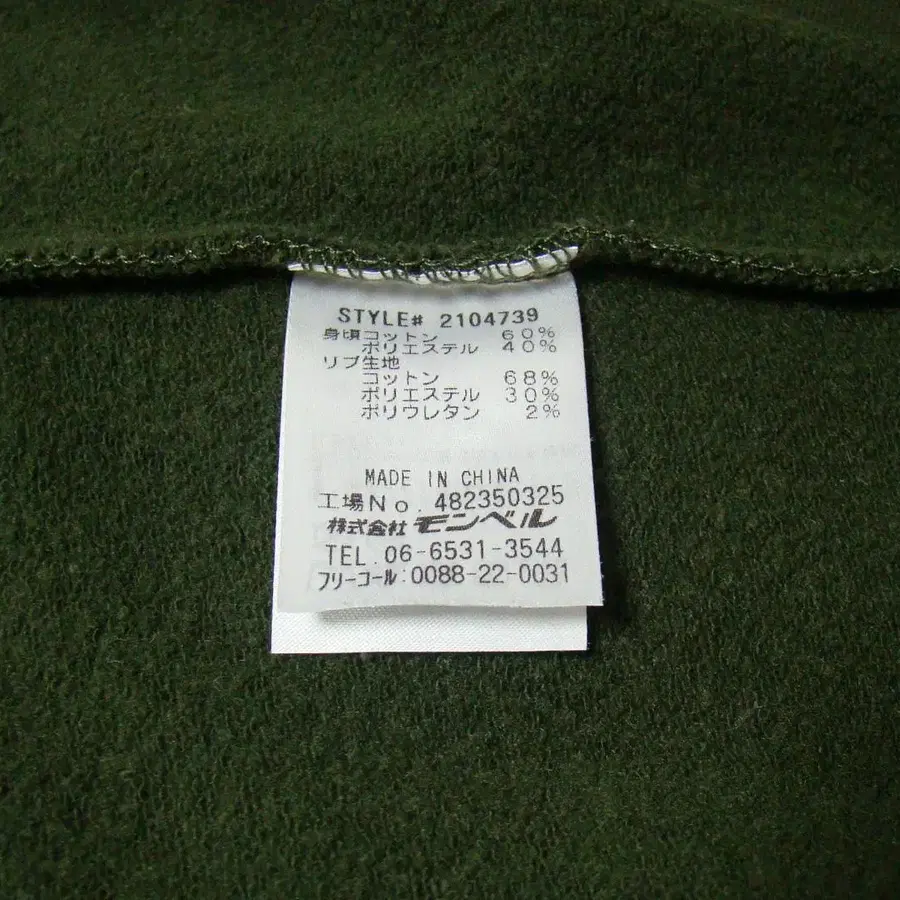 STYLE# 2104739
身頃コットン 60%
ポリエステル 40%
リブ生地
コットン 68%
ポリエステル 30%
ポリウレタン 2%
MADE IN CHINA
工場No. 482350325
株式会社 モンベル
TEL. 06-6531-3544
フリーコール:0088-22-0031